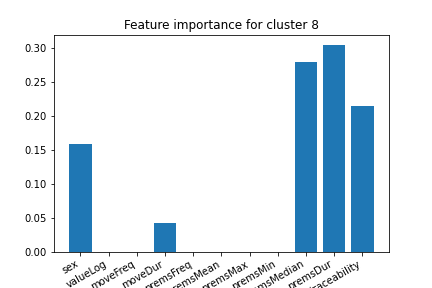 Feature importance for cluster 8
0.30
0.25
0.20
0.15
0.10
0.05
0.00
sex
valueLog
moveFreq
moveDur
premsFreq
premsMean
premsMax
premsMin
msMedian
premsDur
raceability